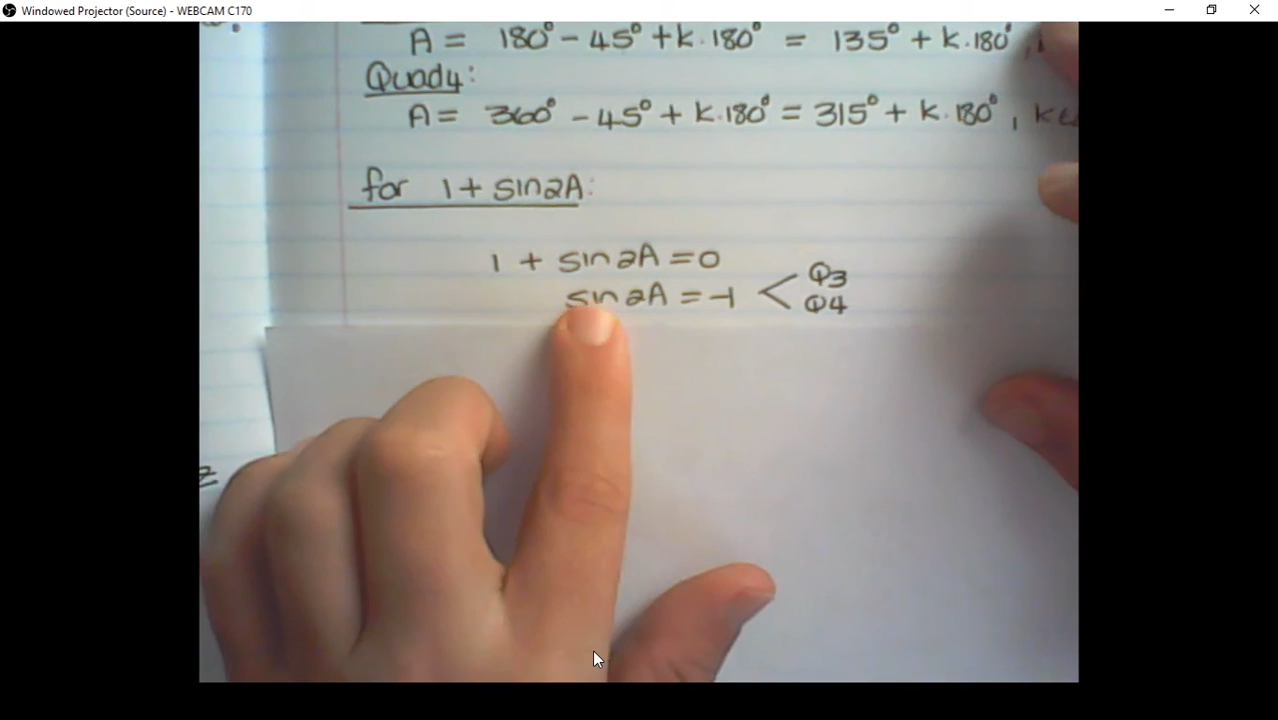 Windowed Projector (Source) - WEBCAM C170
A = 180° - 45° + k.180° = 135° + k.180°,
Quad4:
A = 360° - 45° + k.180° = 315° + k.180°, k
for 1 + sin2A:
1 + sin2A = 0
sin2A = -1 < Q3
Q4